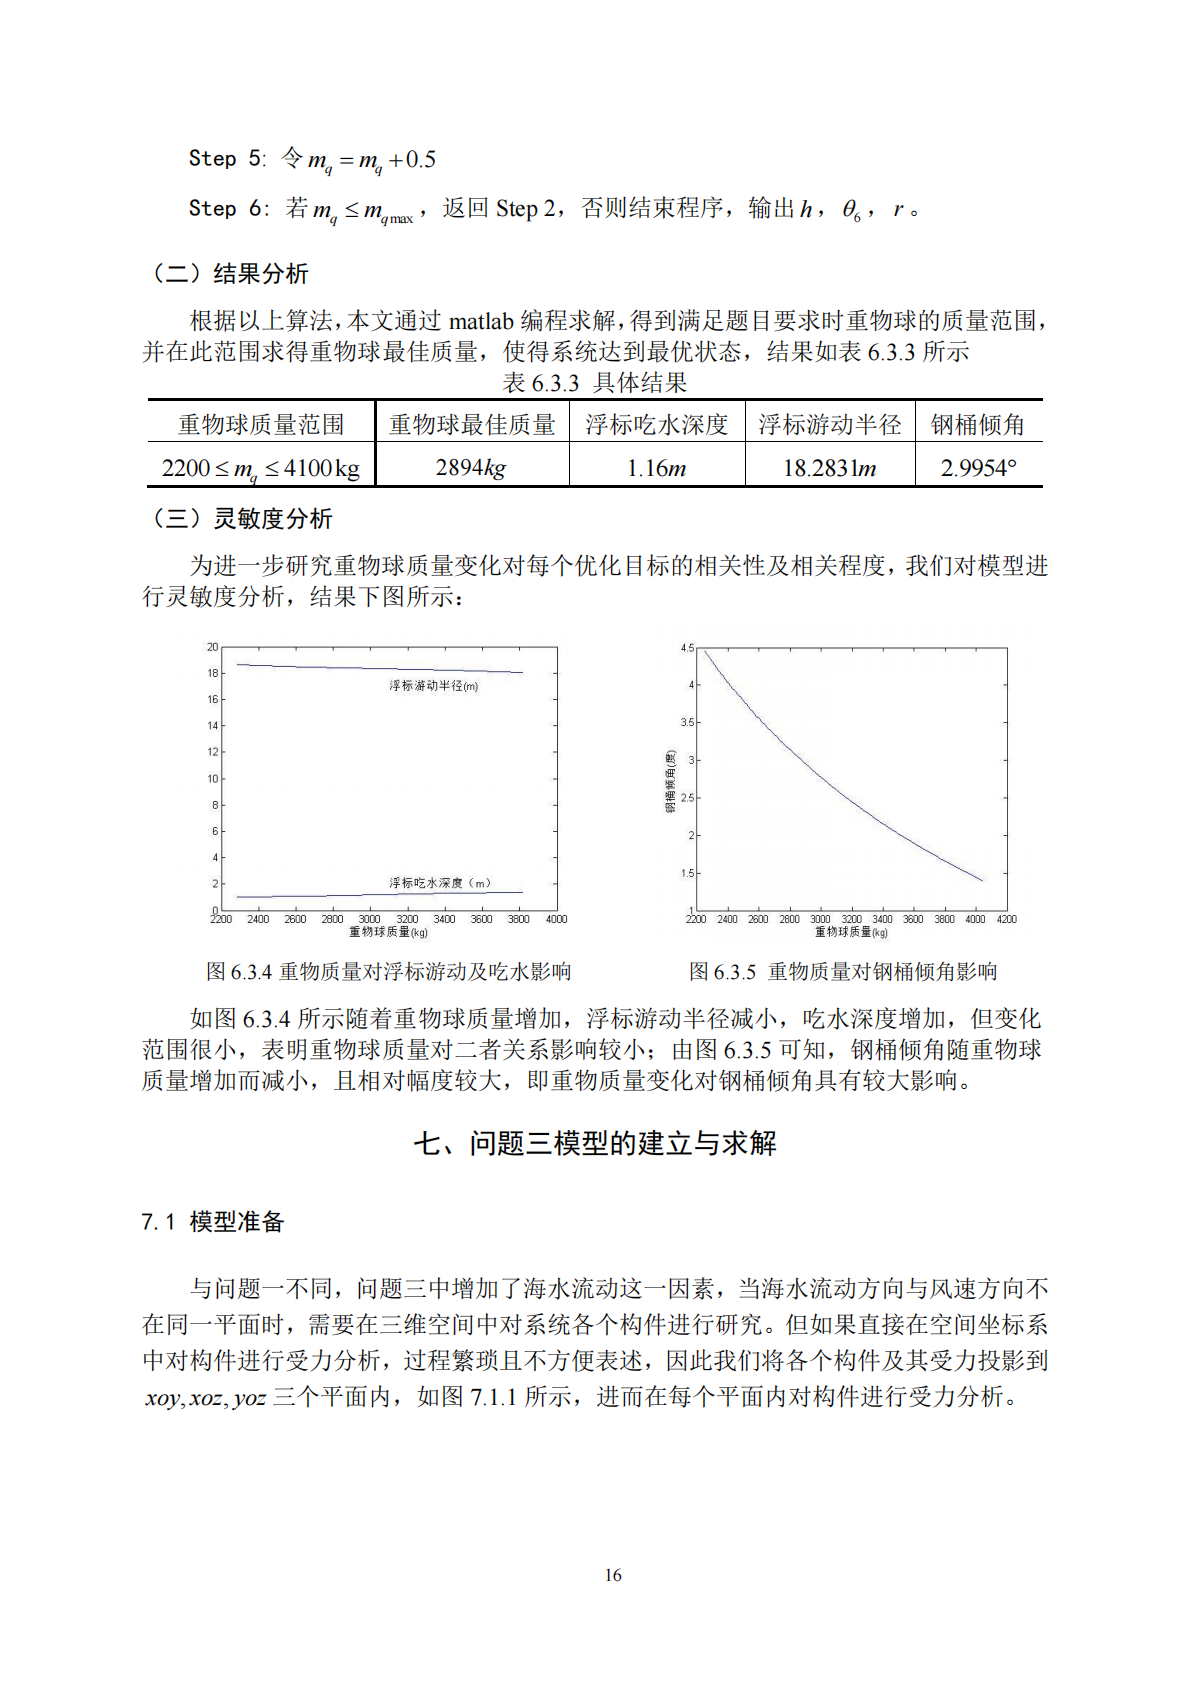 Step 5: 令 m_q = m_q + 0.5
Step 6: 若 m_q ≤ m_qmax，返回 Step 2，否则结束程序，输出 h，θ_6，r。
（二）结果分析
根据以上算法，本文通过 matlab 编程求解，得到满足题目要求时重物球的质量范围，
并在此范围求得重物球最佳质量，使得系统达到最优状态，结果如表 6.3.3 所示
表 6.3.3 具体结果
重物球质量范围 重物球最佳质量 浮标吃水深度 浮标游动半径 钢桶倾角
2200 ≤ m_q ≤ 4100 kg 2894kg 1.16m 18.2831m 2.9954°
（三）灵敏度分析
为进一步研究重物球质量变化对每个优化目标的相关性及相关程度，我们对模型进
行灵敏度分析，结果下图所示：
20
18
16
14
12
10
8
6
4
2
0
浮标游动半径(m)
浮标吃水深度（m）
2200 2400 2600 2800 3000 3200 3400 3600 3800 4000
重物球质量(kg)
4.5
4
3.5
3
2.5
2
1.5
1
钢桶倾角(度)
2200 2400 2600 2800 3000 3200 3400 3600 3800 4000 4200
重物球质量(kg)
图 6.3.4 重物质量对浮标游动及吃水影响
图 6.3.5 重物质量对钢桶倾角影响
如图 6.3.4 所示随着重物球质量增加，浮标游动半径减小，吃水深度增加，但变化
范围很小，表明重物球质量对二者关系影响较小；由图 6.3.5 可知，钢桶倾角随重物球
质量增加而减小，且相对幅度较大，即重物质量变化对钢桶倾角具有较大影响。
七、问题三模型的建立与求解
7.1 模型准备
与问题一不同，问题三中增加了海水流动这一因素，当海水流动方向与风速方向不
在同一平面时，需要在三维空间中对系统各个构件进行研究。但如果直接在空间坐标系
中对构件进行受力分析，过程繁琐且不方便表述，因此我们将各个构件及其受力投影到
xoy, xoz, yoz 三个平面内，如图 7.1.1 所示，进而在每个平面内对构件进行受力分析。
16